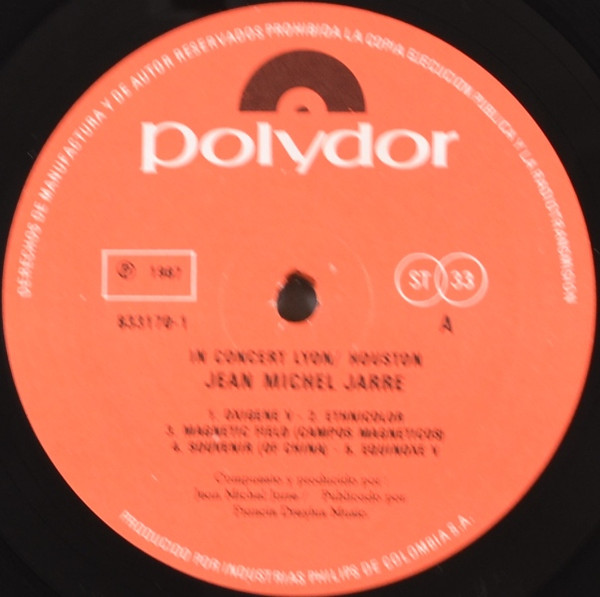 DERECHOS DE MANUFACTURA Y DE AUTOR RESERVADOS PROHIBIDA LA COPIA EJECUCION PUBLICA Y LA RADIOTRANSMISION
polydor
℗ 1987
ST 33
833170-1
A
IN CONCERT LYON/ HOUSTON
JEAN MICHEL JARRE
1. OXIGENE V - 2. ETHNICOLOR
3. MAGNETIC FIELD (CAMPOS MAGNETICOS)
4. SOUVENIR (OF CHINA) - 5. EQUINOXE V
Compuesto y producido por:
Jean Michel Jarre / Publicado por:
Francis Dreyfus Music
PRODUCIDO POR INDUSTRIAS PHILIPS DE COLOMBIA S.A.